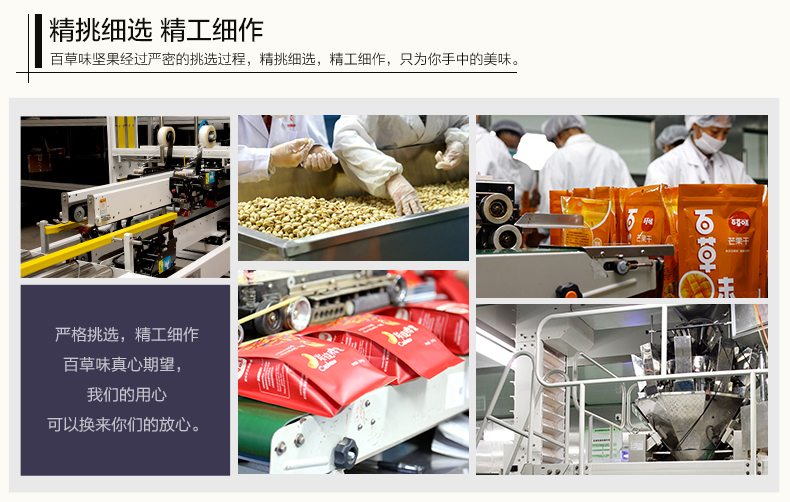 精挑细选 精工细作
百草味坚果经过严密的挑选过程，精挑细选，精工细作，只为你手中的美味。
百草味
芒果干
严格挑选，精工细作
百草味真心期望，
我们的用心
可以换来你们的放心。